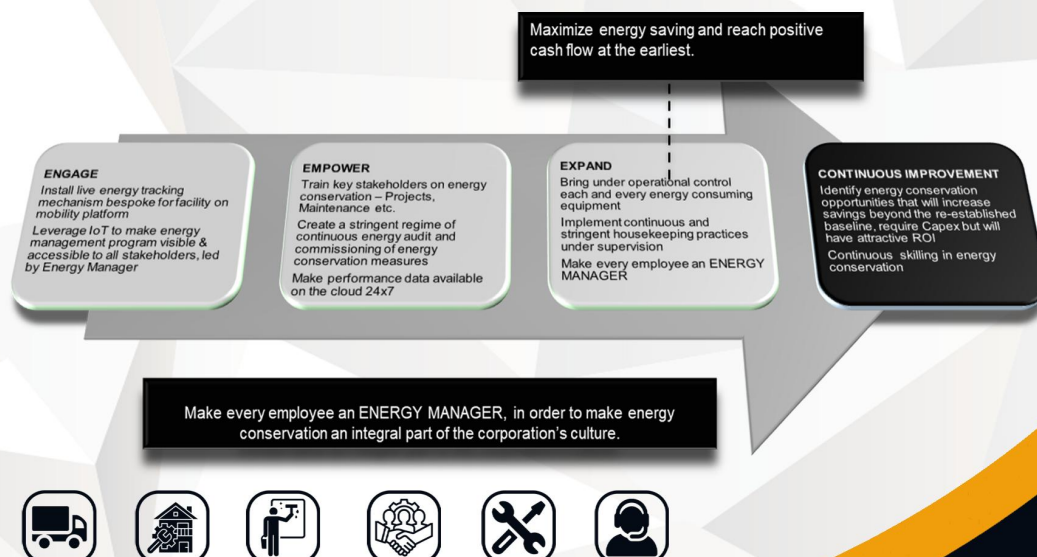 Maximize energy saving and reach positive
cash flow at the earliest.
ENGAGE
Install live energy tracking
mechanism bespoke for facility on
mobility platform
Leverage IoT to make energy
management program visible &
accessible to all stakeholders, led
by Energy Manager
EMPOWER
Train key stakeholders on energy
conservation – Projects,
Maintenance etc.
Create a stringent regime of
continuous energy audit and
commissioning of energy
conservation measures
Make performance data available
on the cloud 24x7
EXPAND
Bring under operational control
each and every energy consuming
equipment
Implement continuous and
stringent housekeeping practices
under supervision
Make every employee an ENERGY
MANAGER
CONTINUOUS IMPROVEMENT
Identify energy conservation
opportunities that will increase
savings beyond the re-established
baseline, require Capex but will
have attractive ROI
Continuous skilling in energy
conservation
Make every employee an ENERGY MANAGER, in order to make energy
conservation an integral part of the corporation's culture.